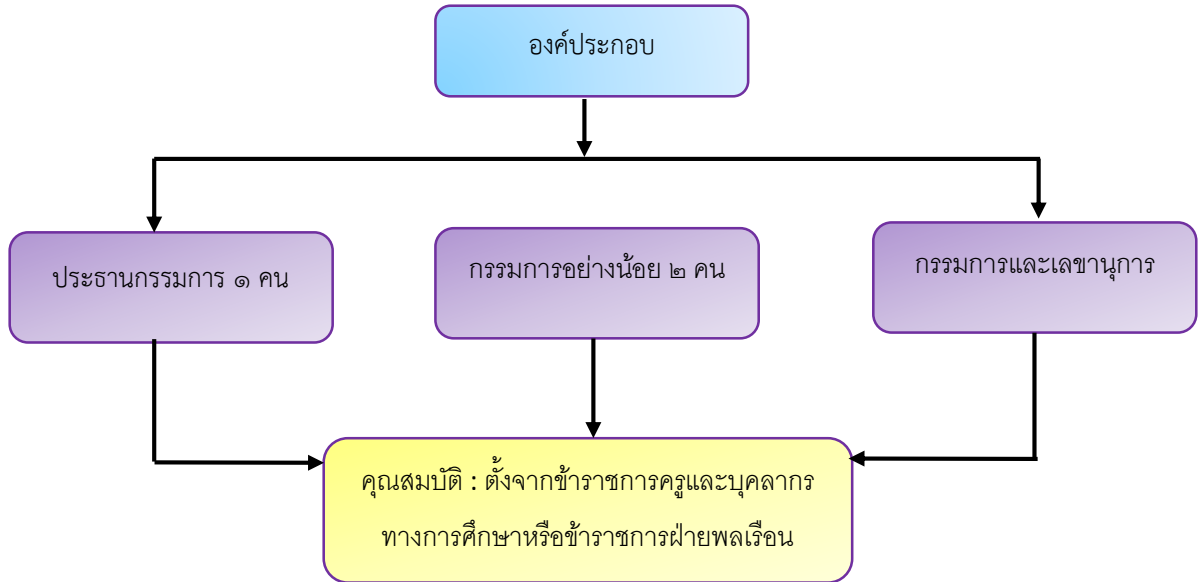 องค์ประกอบ
ประธานกรรมการ ๑ คน
กรรมการอย่างน้อย ๒ คน
กรรมการและเลขานุการ
คุณสมบัติ : ตั้งจากข้าราชการครูและบุคลากร
ทางการศึกษาหรือข้าราชการฝ่ายพลเรือน